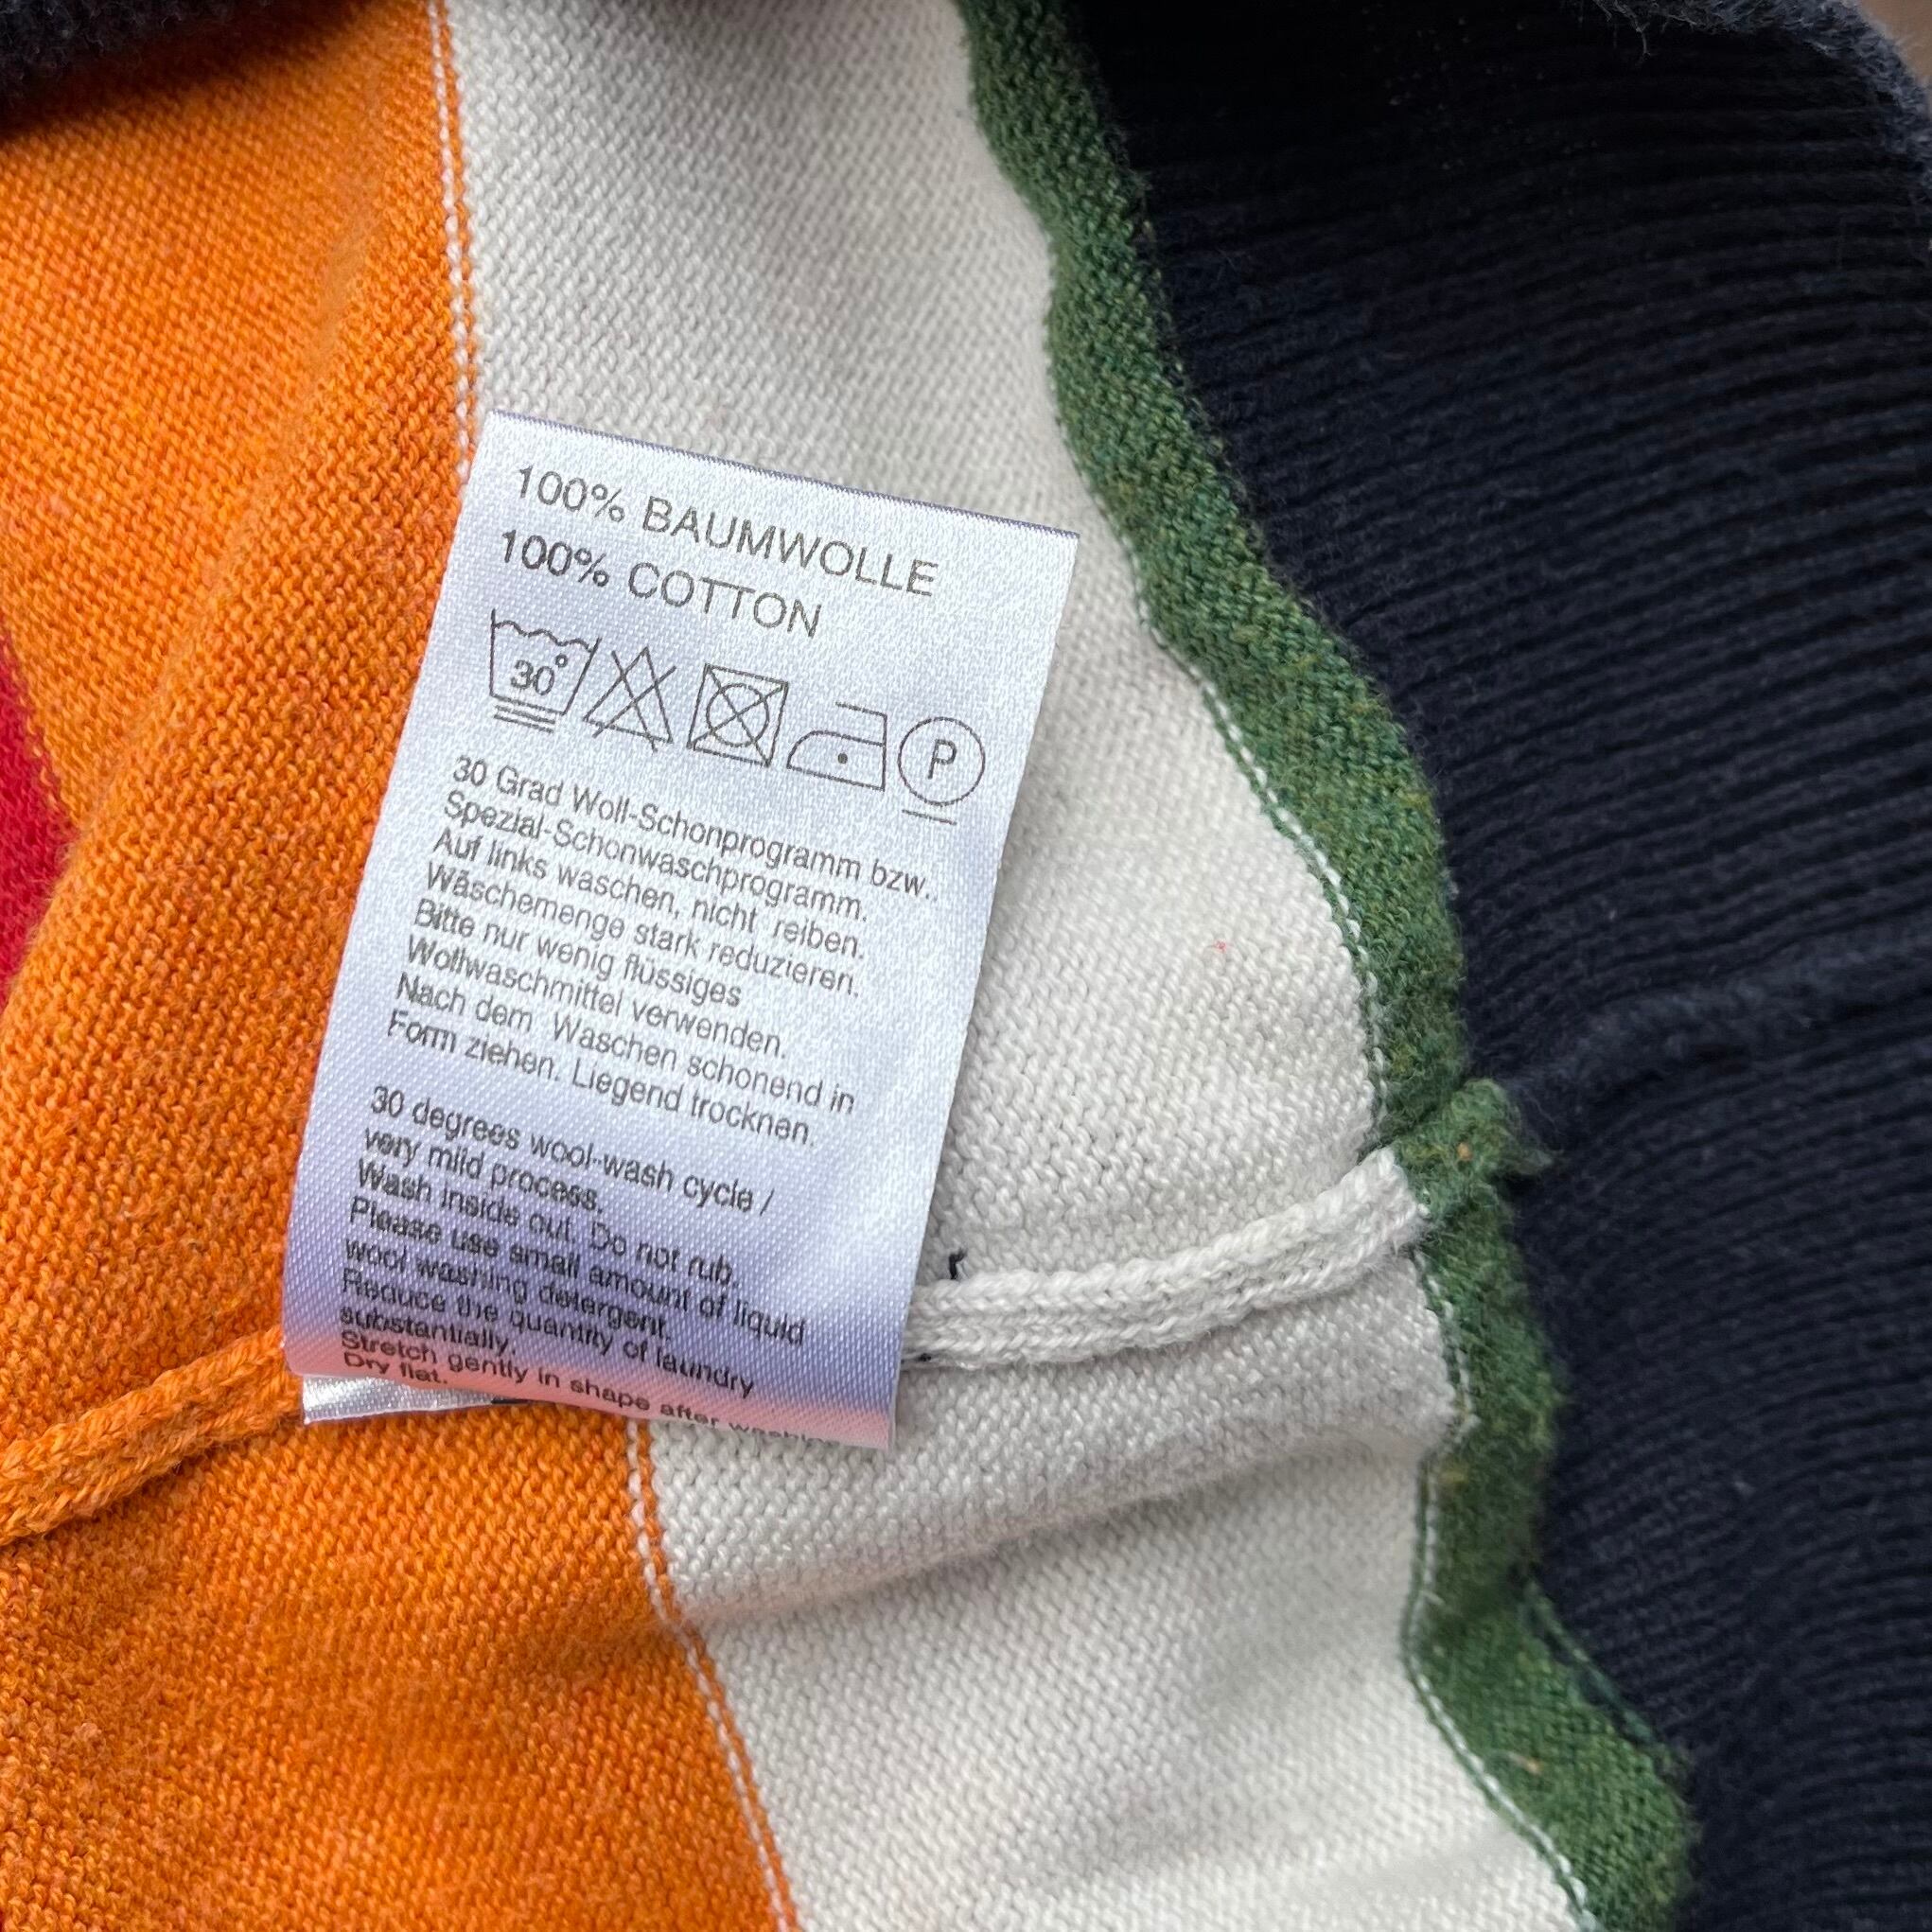 100% BAUMWOLLE
100% COTTON
30°
P
30 Grad Woll-Schonprogramm bzw.
Spezial-Schonwaschprogramm.
Auf links waschen, nicht reiben.
Wäschemenge stark reduzieren.
Bitte nur wenig flüssiges
Wollwaschmittel verwenden.
Nach dem Waschen schonend in
Form ziehen. Liegend trocknen.
30 degrees wool-wash cycle /
very mild process.
Wash inside out. Do not rub.
Please use small amount of liquid
wool washing detergent.
Reduce the quantity of laundry
substantially.
Stretch gently in shape after washing
Dry flat.